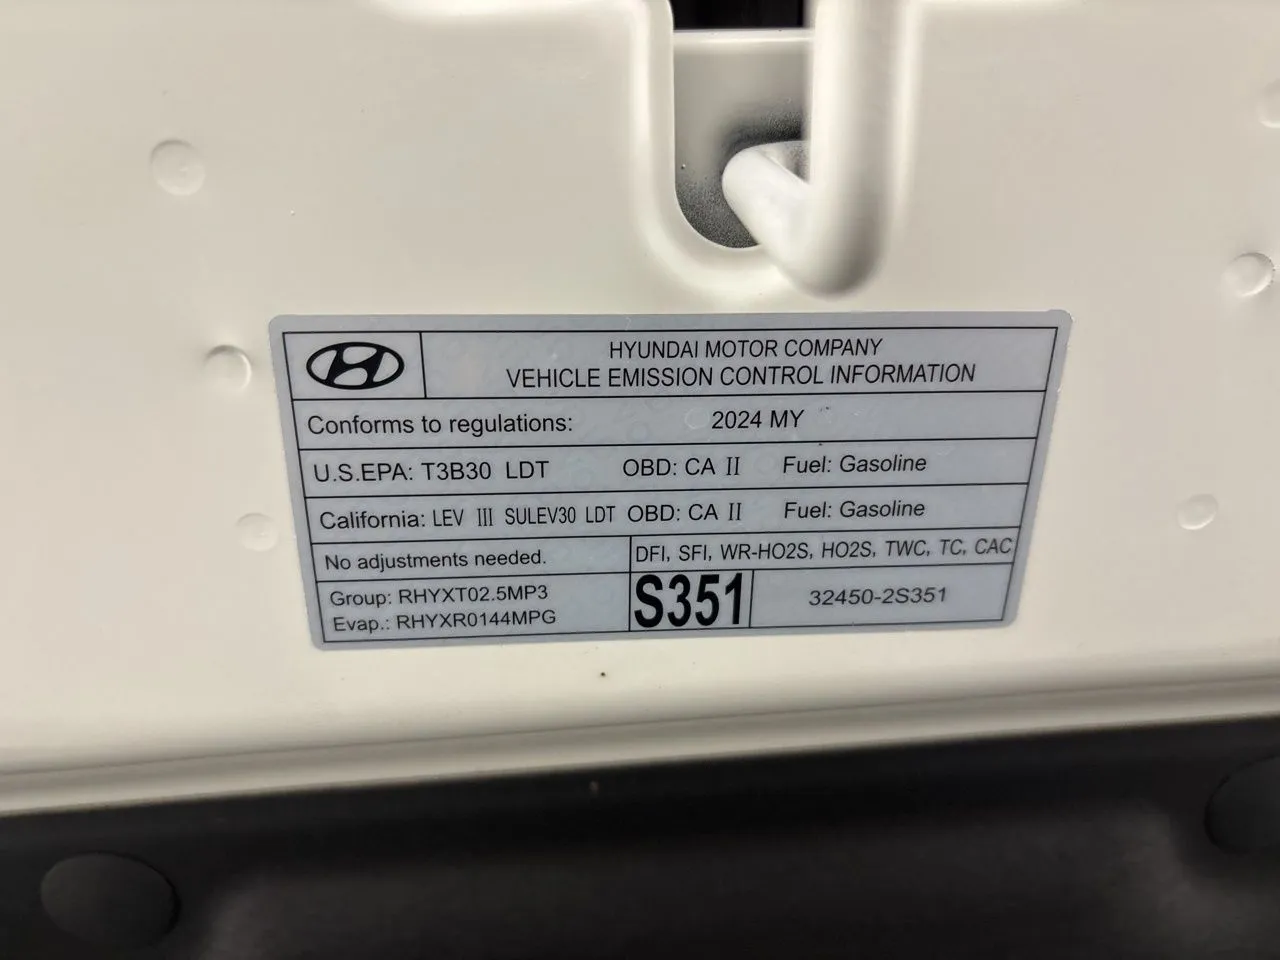 HYUNDAI MOTOR COMPANY
VEHICLE EMISSION CONTROL INFORMATION
Conforms to regulations: 2024 MY
U.S.EPA: T3B30 LDT OBD: CA II Fuel: Gasoline
California: LEV III SULEV30 LDT OBD: CA II Fuel: Gasoline
No adjustments needed.
DFI, SFI, WR-HO2S, HO2S, TWC, TC, CAC
Group: RHYXT02.5MP3
Evap.: RHYXR0144MPG
S351
32450-2S351